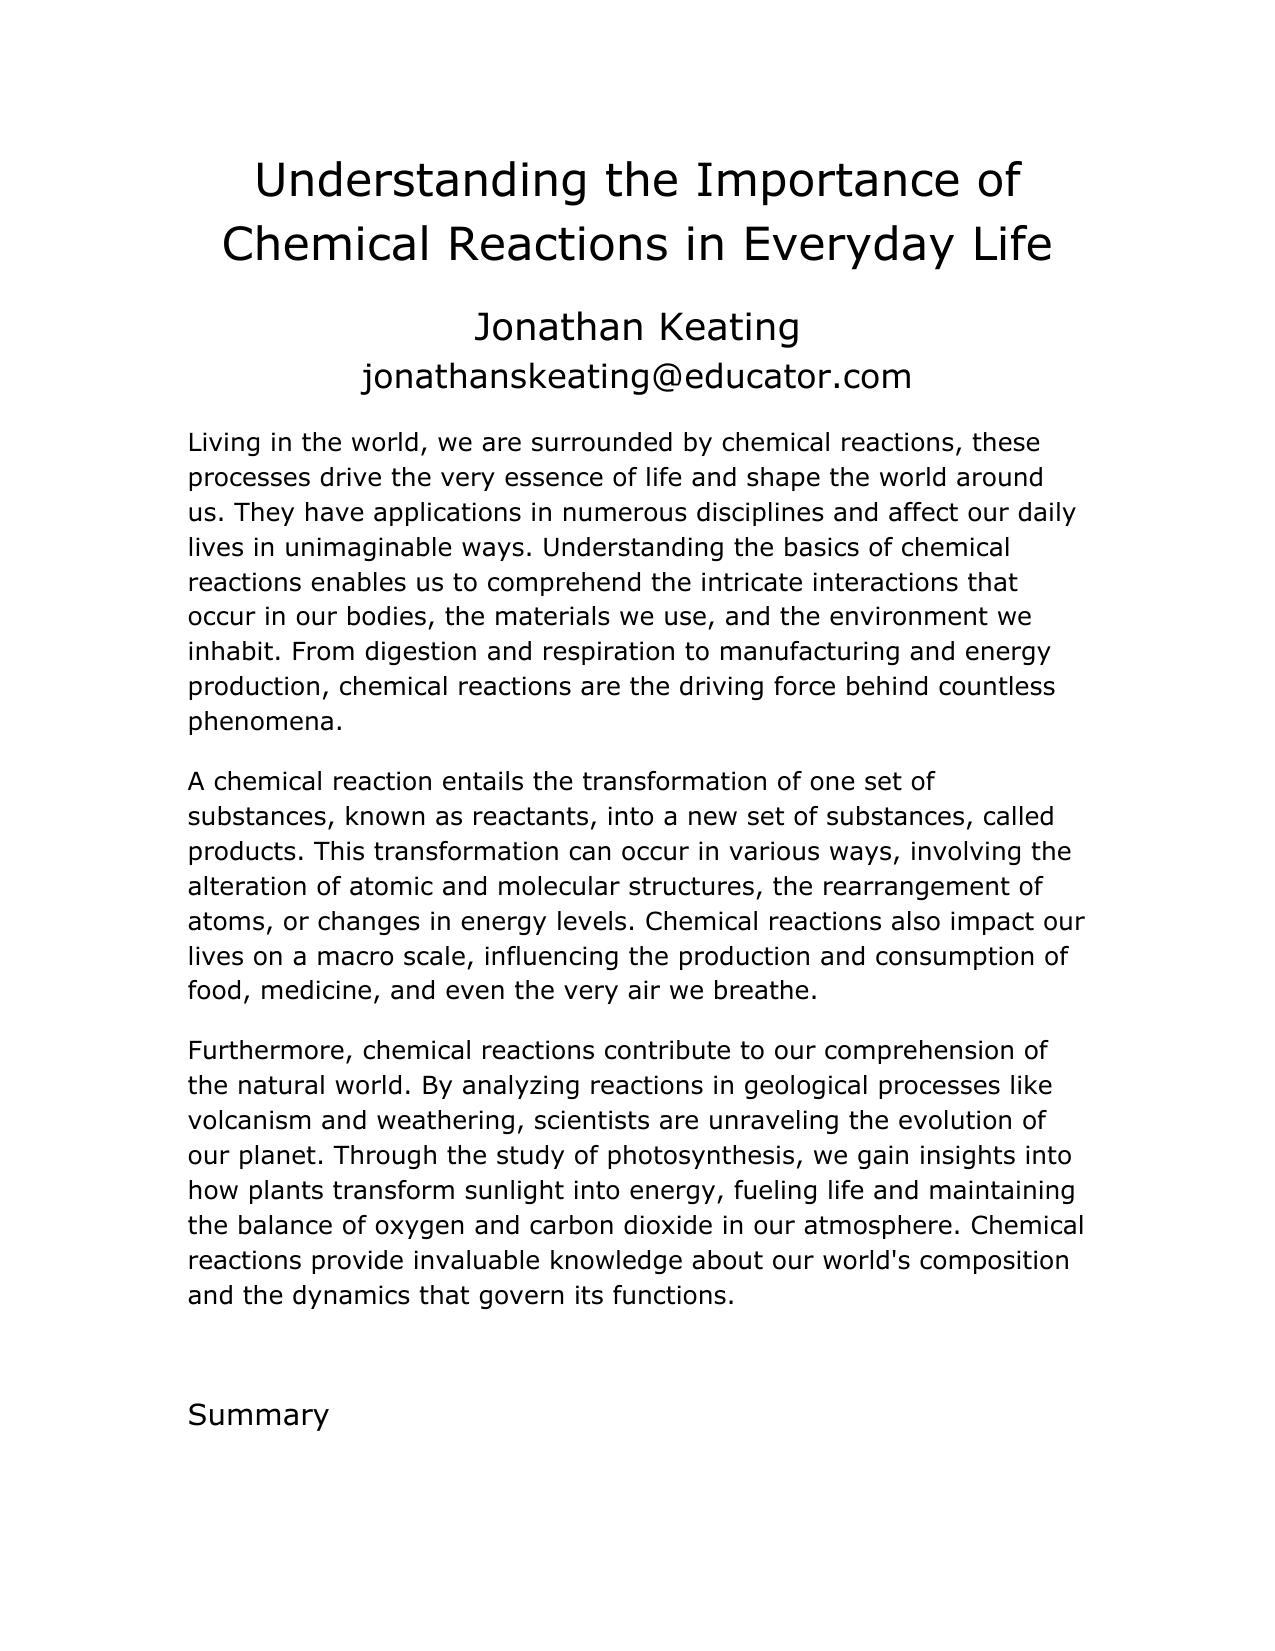 Understanding the Importance of
Chemical Reactions in Everyday Life
Jonathan Keating
jonathanskeating@educator.com
Living in the world, we are surrounded by chemical reactions, these
processes drive the very essence of life and shape the world around
us. They have applications in numerous disciplines and affect our daily
lives in unimaginable ways. Understanding the basics of chemical
reactions enables us to comprehend the intricate interactions that
occur in our bodies, the materials we use, and the environment we
inhabit. From digestion and respiration to manufacturing and energy
production, chemical reactions are the driving force behind countless
phenomena.
A chemical reaction entails the transformation of one set of
substances, known as reactants, into a new set of substances, called
products. This transformation can occur in various ways, involving the
alteration of atomic and molecular structures, the rearrangement of
atoms, or changes in energy levels. Chemical reactions also impact our
lives on a macro scale, influencing the production and consumption of
food, medicine, and even the very air we breathe.
Furthermore, chemical reactions contribute to our comprehension of
the natural world. By analyzing reactions in geological processes like
volcanism and weathering, scientists are unraveling the evolution of
our planet. Through the study of photosynthesis, we gain insights into
how plants transform sunlight into energy, fueling life and maintaining
the balance of oxygen and carbon dioxide in our atmosphere. Chemical
reactions provide invaluable knowledge about our world's composition
and the dynamics that govern its functions.
Summary